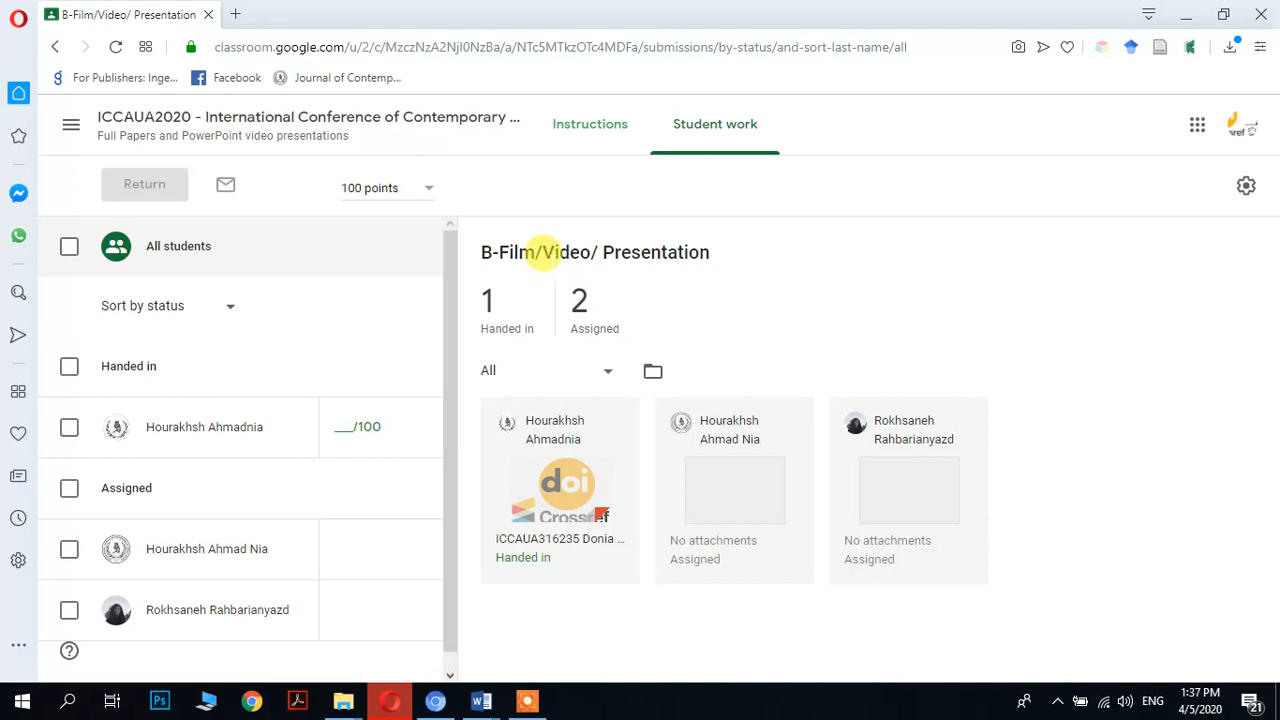 B-Film/Video/ Presentation
classroom.google.com/u/2/c/MzczNzA2NjI0NzBa/a/NTc5MTkzOTc4MDFa/submissions/by-status/and-sort-last-name/all
For Publishers: Inge...
Facebook
Journal of Contemp...
ICCAUA2020 - International Conference of Contemporary ...
Full Papers and PowerPoint video presentations
Instructions
Student work
Return
100 points
All students
Sort by status
Handed in
Hourakhsh Ahmadnia
___/100
Assigned
Hourakhsh Ahmad Nia
Rokhsaneh Rahbarianyazd
B-Film/Video/ Presentation
1
Handed in
2
Assigned
All
Hourakhsh
Ahmadnia
doi
Crossref
ICCAUA316235 Donia ...
Handed in
Hourakhsh
Ahmad Nia
No attachments
Assigned
Rokhsaneh
Rahbarianyazd
No attachments
Assigned
ENG
1:37 PM
4/5/2020
21